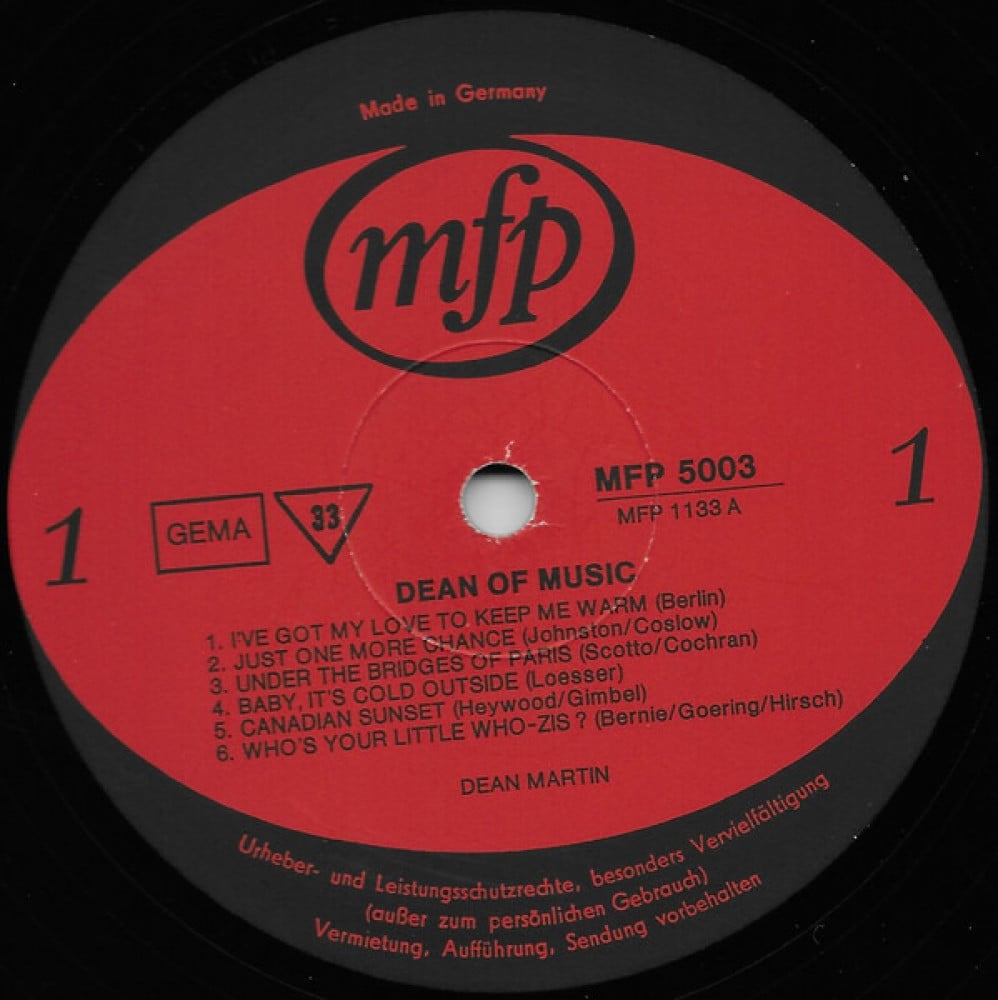 Made in Germany
mfp
1
1
GEMA
33
MFP 5003
MFP 1133 A
DEAN OF MUSIC
1. I'VE GOT MY LOVE TO KEEP ME WARM (Berlin)
2. JUST ONE MORE CHANCE (Johnston/Coslow)
3. UNDER THE BRIDGES OF PARIS (Scotto/Cochran)
4. BABY, IT'S COLD OUTSIDE (Loesser)
5. CANADIAN SUNSET (Heywood/Gimbel)
6. WHO'S YOUR LITTLE WHO-ZIS ? (Bernie/Goering/Hirsch)
DEAN MARTIN
Urheber- und Leistungsschutzrechte, besonders Vervielfältigung
(außer zum persönlichen Gebrauch)
Vermietung, Aufführung, Sendung vorbehalten